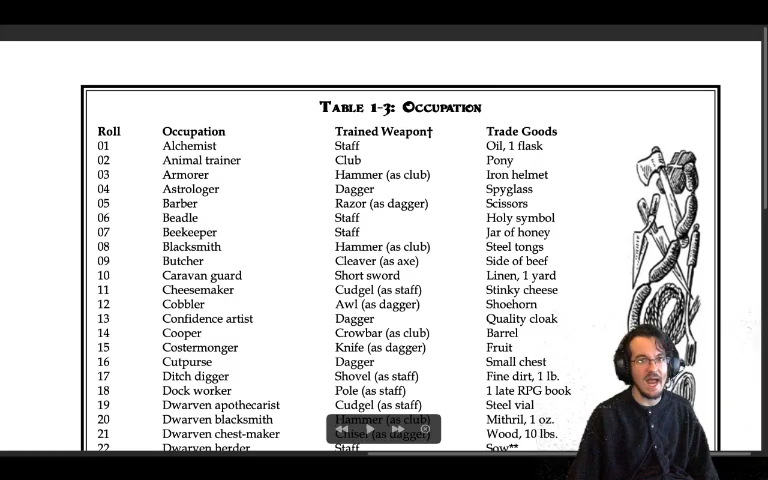 TABLE 1-3: OCCUPATION
Roll Occupation Trained Weapon† Trade Goods
01 Alchemist Staff Oil, 1 flask
02 Animal trainer Club Pony
03 Armorer Hammer (as club) Iron helmet
04 Astrologer Dagger Spyglass
05 Barber Razor (as dagger) Scissors
06 Beadle Staff Holy symbol
07 Beekeeper Staff Jar of honey
08 Blacksmith Hammer (as club) Steel tongs
09 Butcher Cleaver (as axe) Side of beef
10 Caravan guard Short sword Linen, 1 yard
11 Cheesemaker Cudgel (as staff) Stinky cheese
12 Cobbler Awl (as dagger) Shoehorn
13 Confidence artist Dagger Quality cloak
14 Cooper Crowbar (as club) Barrel
15 Costermonger Knife (as dagger) Fruit
16 Cutpurse Dagger Small chest
17 Ditch digger Shovel (as staff) Fine dirt, 1 lb.
18 Dock worker Pole (as staff) 1 late RPG book
19 Dwarven apothecarist Cudgel (as staff) Steel vial
20 Dwarven blacksmith Hammer (as club) Mithril, 1 oz.
21 Dwarven chest-maker Chisel (as dagger) Wood, 10 lbs.
22 Dwarven herder Staff Sow**